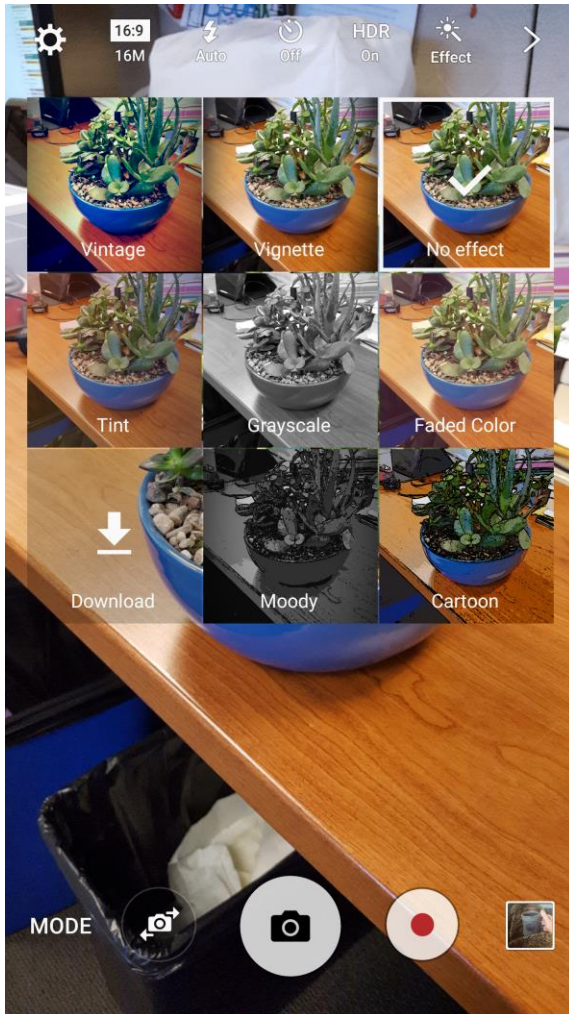 16:9
16M
Auto
Off
HDR
On
Effect
Vintage
Vignette
No effect
Tint
Grayscale
Faded Color
Download
Moody
Cartoon
MODE